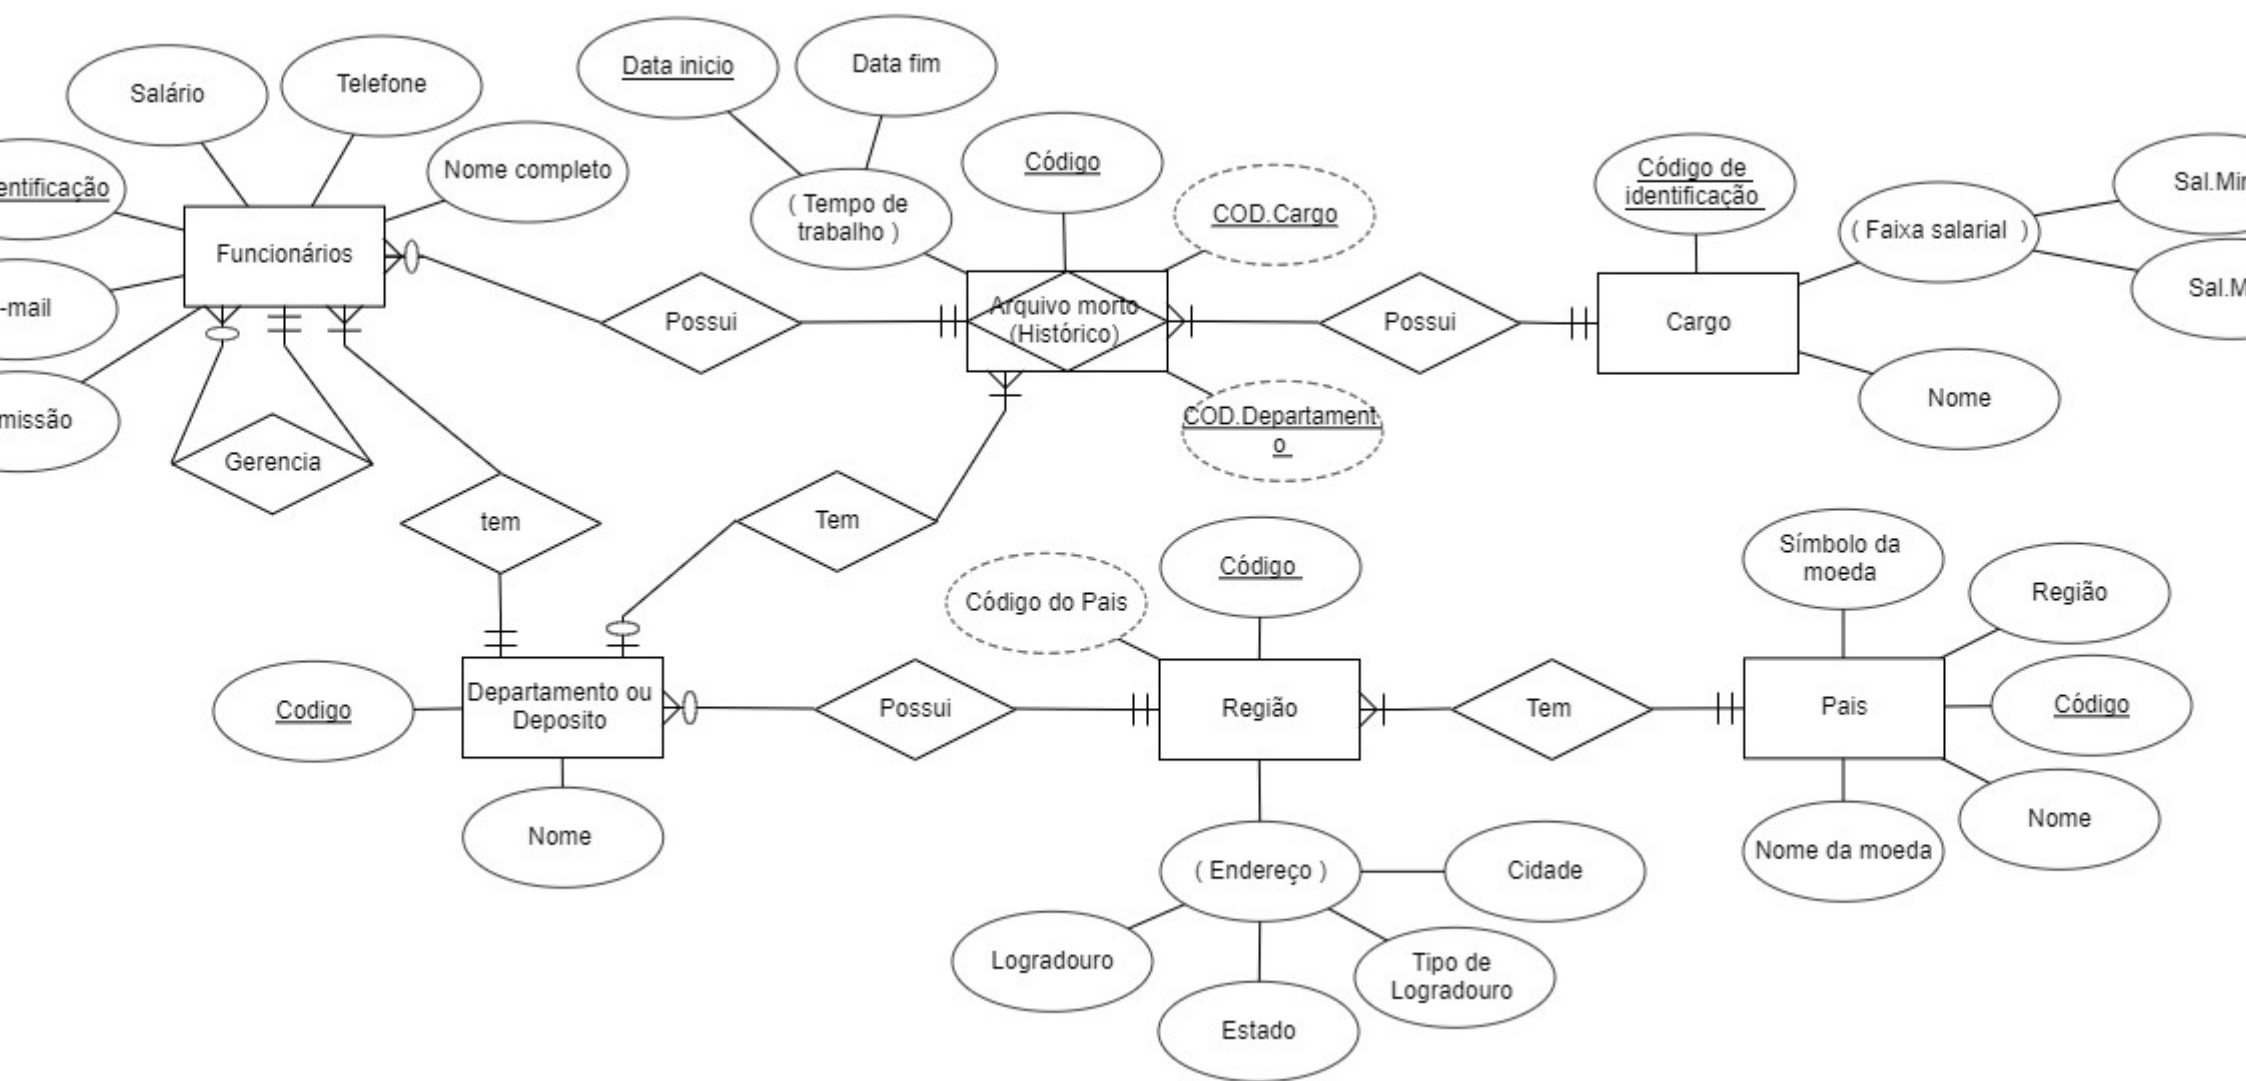 Data inicio
Data fim
Salário
Telefone
Nome completo
Código
Código de
identificação
Sal.Mi
entificação
( Tempo de
trabalho )
COD.Cargo
( Faixa salarial )
Funcionários
-mail
Possui
Arquivo morto
(Histórico)
Possui
Cargo
Sal.M
missão
Gerencia
COD.Departament
o
Nome
tem
Tem
Código
Símbolo da
moeda
Código do Pais
Região
Codigo
Departamento ou
Deposito
Possui
Região
Tem
Pais
Código
Nome
Nome da moeda
Nome
( Endereço )
Cidade
Logradouro
Tipo de
Logradouro
Estado